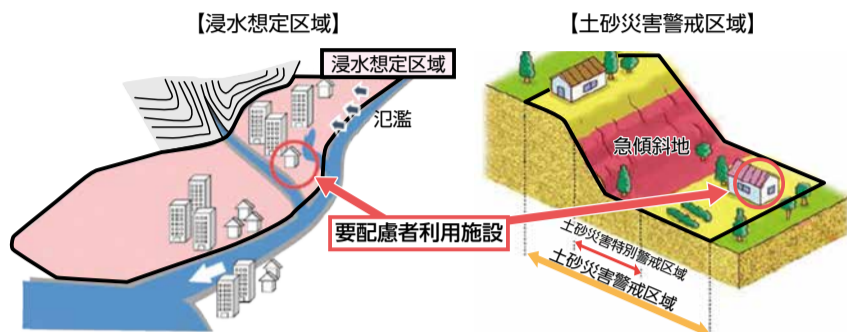 【浸水想定区域】
浸水想定区域
氾濫
【土砂災害警戒区域】
急傾斜地
要配慮者利用施設
土砂災害特別警戒区域
土砂災害警戒区域